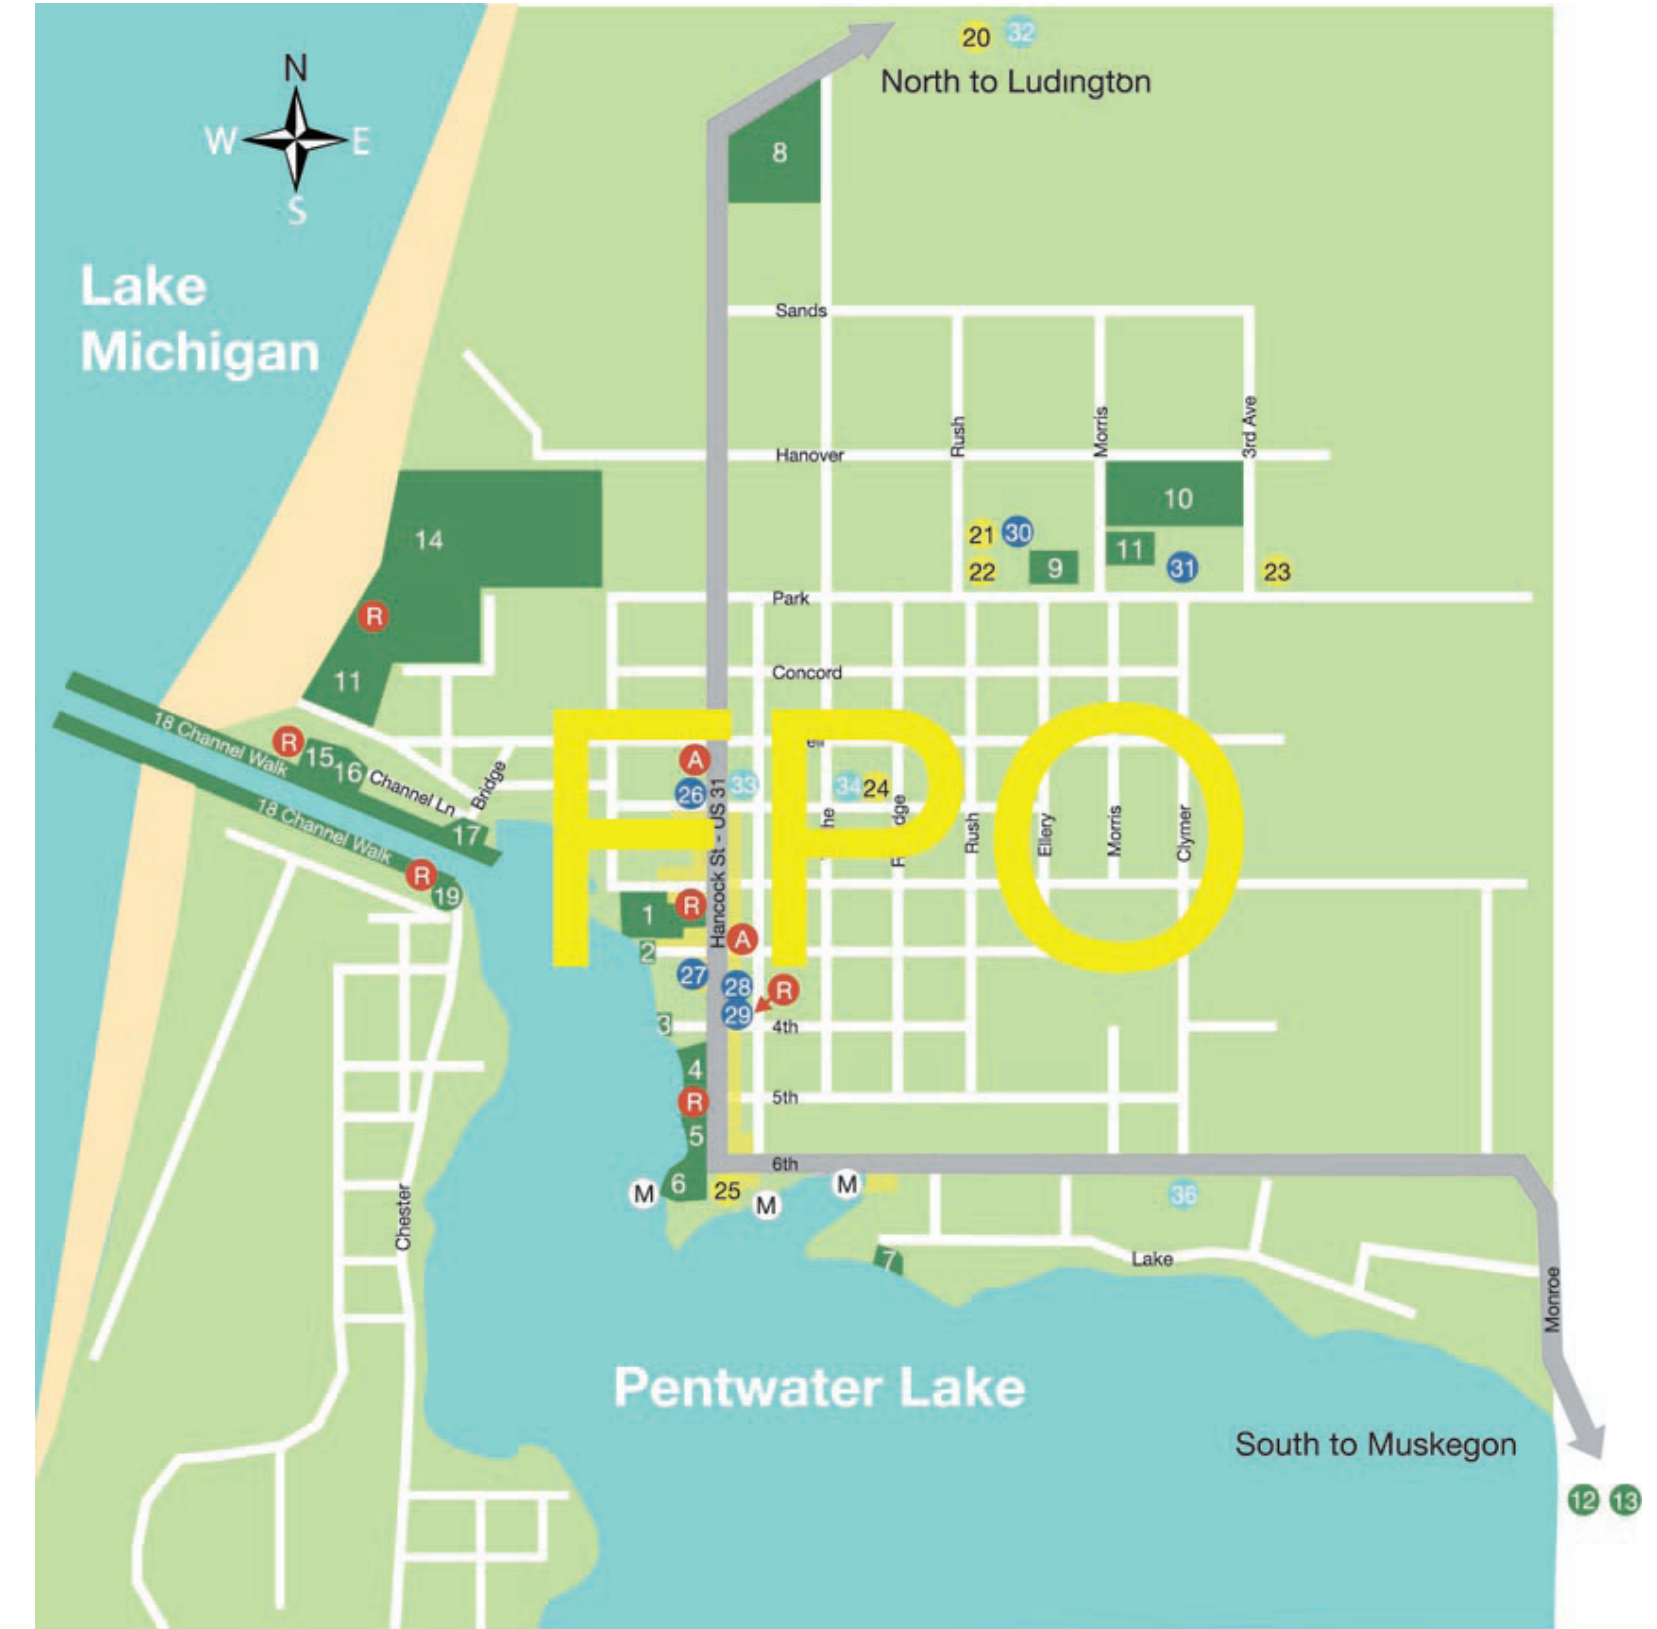 20 32
North to Ludington
N
W E
S
8
Lake
Michigan
Sands
Rush
Morris
3rd Ave
Hanover
10
14
21 30
11
22
9
31
23
Park
R
Concord
11
18 Channel Walk
R
15
16
Channel Ln
Bridge
17
18 Channel Walk
R
19
FPO
A
26
33
34
24
Hancock St - US 31
Rush
Ellery
Morris
Clymer
1
R
2
A
27
28
R
29
3
4th
4
R
5th
5
6th
M
6
25
M
M
36
7
Lake
Chester
Monroe
Pentwater Lake
South to Muskegon
12 13